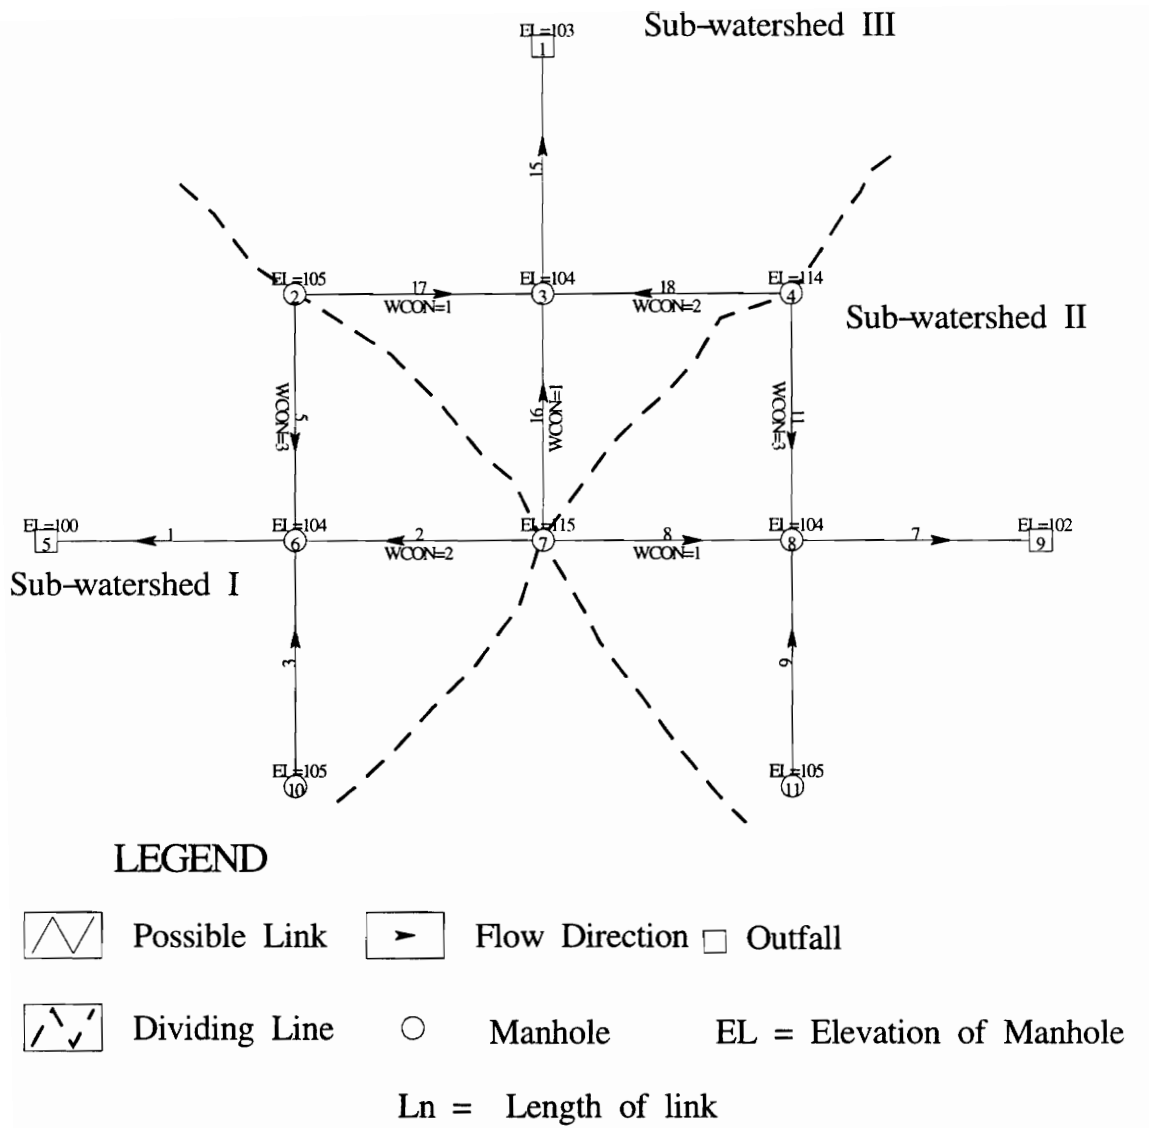 EL=103
Sub-watershed III
1
15
EL=105
EL=104
EL=114
2
17
3
18
4
WCON=1
WCON=2
Sub-watershed II
5
WCON=3
16
WCON=1
11
WCON=3
EL=100
EL=104
EL=115
EL=104
EL=102
5
1
6
2
7
8
8
7
9
WCON=2
WCON=1
Sub-watershed I
3
9
EL=105
EL=105
10
11
LEGEND
Possible Link
Flow Direction
Outfall
Dividing Line
Manhole
EL = Elevation of Manhole
Ln = Length of link